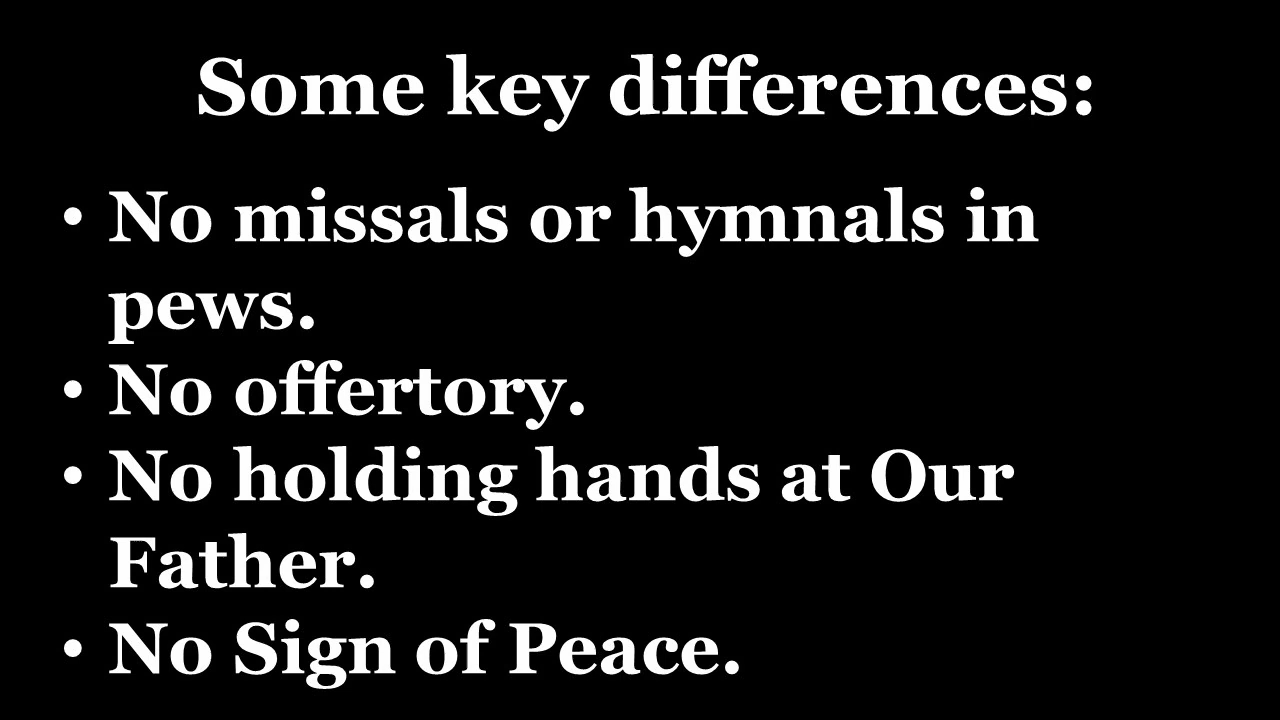 Some key differences:
• No missals or hymnals in
pews.
• No offertory.
• No holding hands at Our
Father.
• No Sign of Peace.